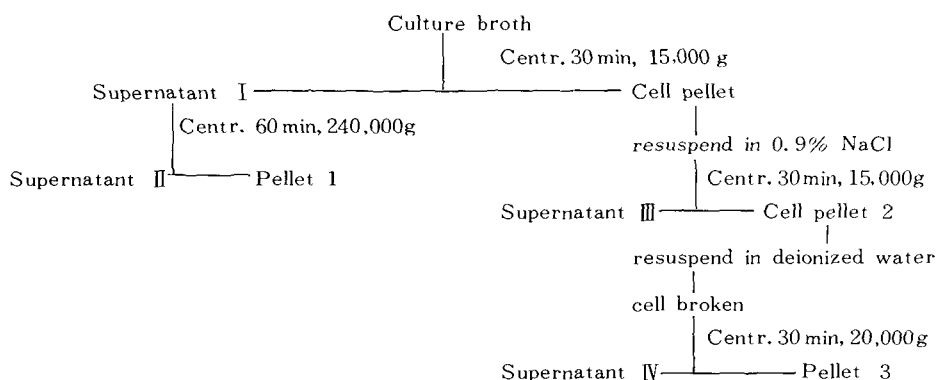 Culture broth
Centr. 30 min, 15,000 g
Supernatant Ⅰ
Cell pellet
Centr. 60 min, 240,000g
resuspend in 0.9% NaCl
Supernatant Ⅱ
Pellet 1
Centr. 30 min, 15,000g
Supernatant Ⅲ
Cell pellet 2
resuspend in deionized water
cell broken
Centr. 30 min, 20,000g
Supernatant Ⅳ
Pellet 3